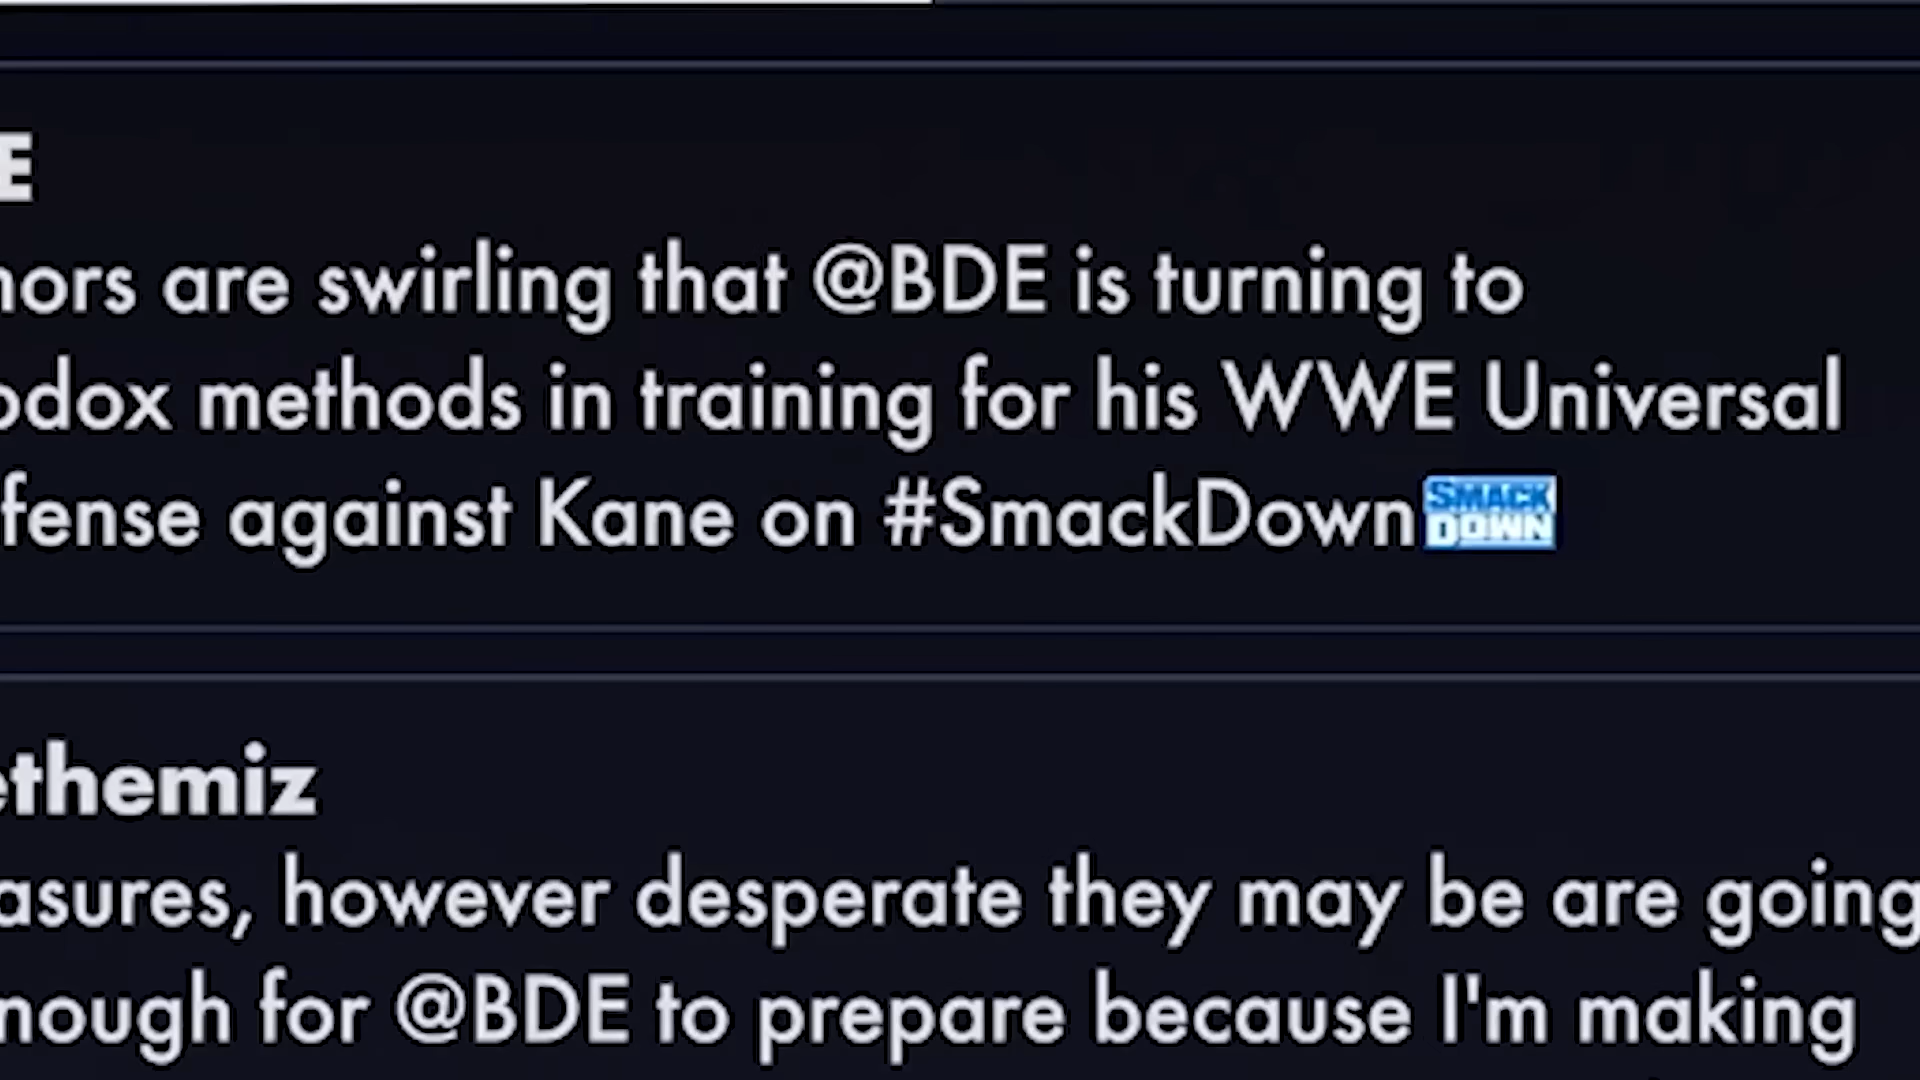 E
mors are swirling that @BDE is turning to
odox methods in training for his WWE Universal
fense against Kane on #SmackDown SMACK DOWN
ethemiz
asures, however desperate they may be are going
nough for @BDE to prepare because I'm making